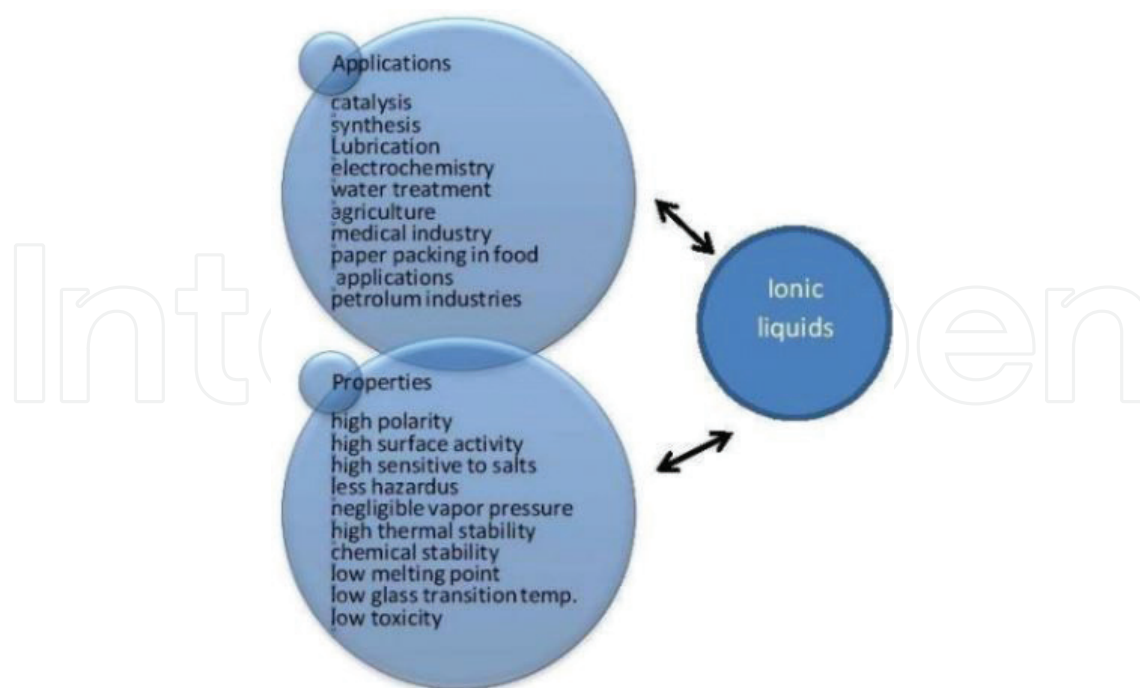 Applications
catalysis
synthesis
Lubrication
electrochemistry
water treatment
agriculture
medical industry
paper packing in food
applications
petrolum industries
Ionic
liquids
Properties
high polarity
high surface activity
high sensitive to salts
less hazardus
negligible vapor pressure
high thermal stability
chemical stability
low melting point
low glass transition temp.
low toxicity